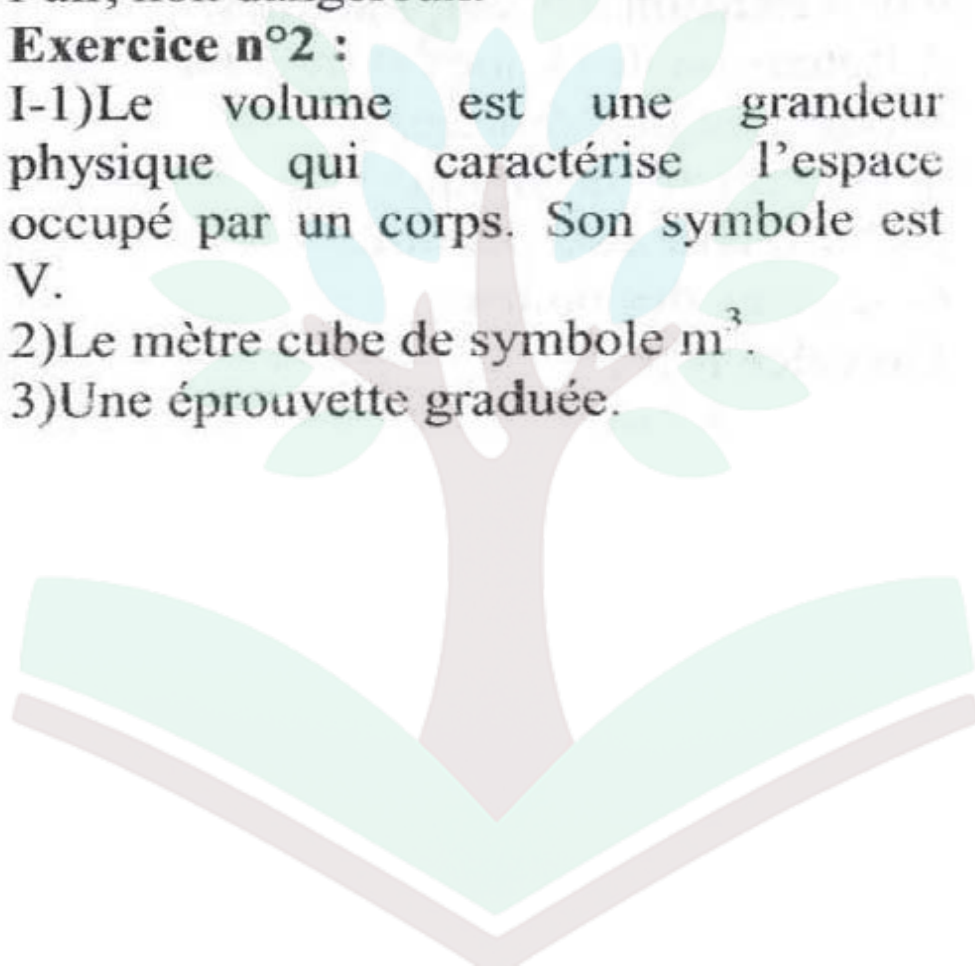 Exercice n°2 :
I-1)Le volume est une grandeur
physique qui caractérise l'espace
occupé par un corps. Son symbole est
V.
2)Le mètre cube de symbole m³.
3)Une éprouvette graduée.